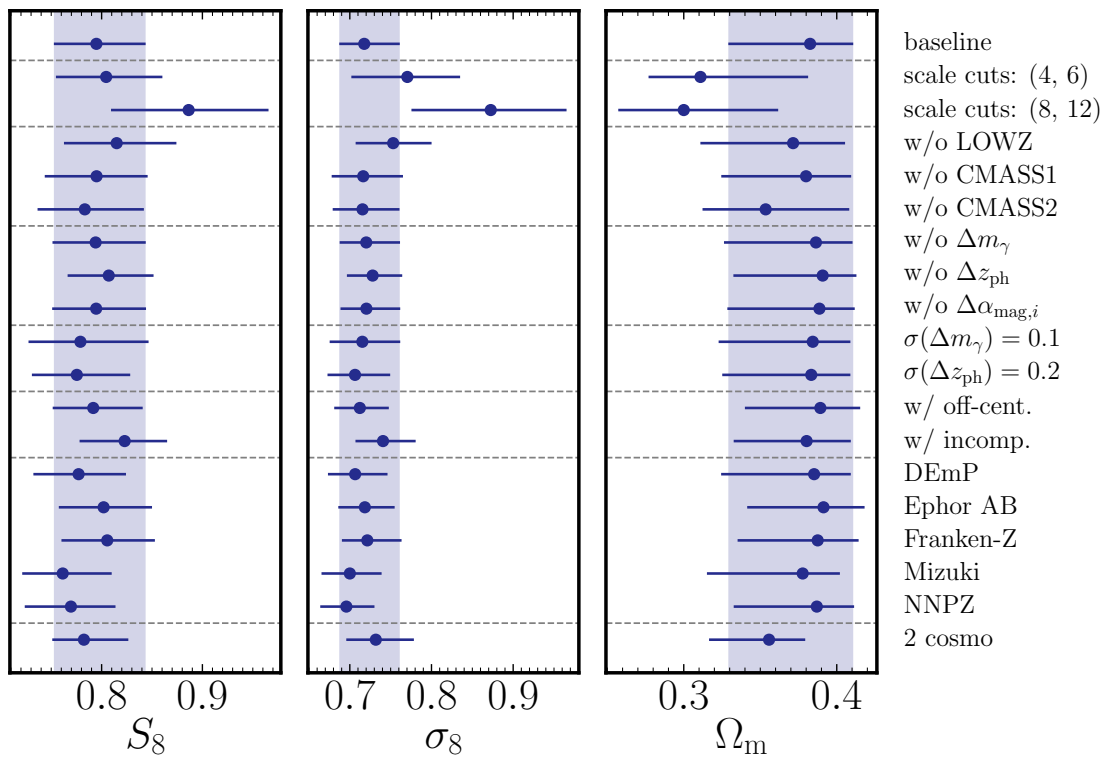 baseline
scale cuts: (4, 6)
scale cuts: (8, 12)
w/o LOWZ
w/o CMASS1
w/o CMASS2
w/o Δm_γ
w/o Δz_ph
w/o Δα_mag,i
σ(Δm_γ) = 0.1
σ(Δz_ph) = 0.2
w/ off-cent.
w/ incomp.
DEmP
Ephor AB
Franken-Z
Mizuki
NNPZ
2 cosmo
0.8 0.9 0.7 0.8 0.9 0.3 0.4
S_8 σ_8 Ω_m